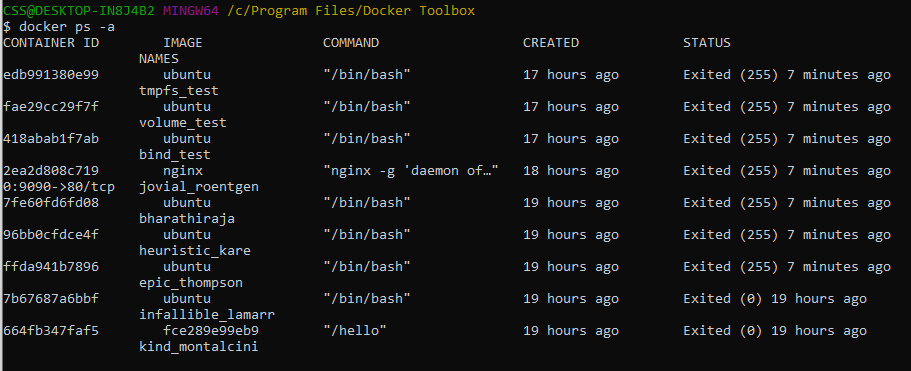 CSS@DESKTOP-IN8J4B2 MINGW64 /c/Program Files/Docker Toolbox
$ docker ps -a
CONTAINER ID        IMAGE               COMMAND                  CREATED             STATUS
                 NAMES
edb991380e99        ubuntu              "/bin/bash"              17 hours ago        Exited (255) 7 minutes ago
                 tmpfs_test
fae29cc29f7f        ubuntu              "/bin/bash"              17 hours ago        Exited (255) 7 minutes ago
                 volume_test
418abab1f7ab        ubuntu              "/bin/bash"              17 hours ago        Exited (255) 7 minutes ago
                 bind_test
2ea2d808c719        nginx               "nginx -g 'daemon of…"   18 hours ago        Exited (255) 7 minutes ago
0:9090->80/tcp   jovial_roentgen
7fe60fd6fd08        ubuntu              "/bin/bash"              19 hours ago        Exited (255) 7 minutes ago
                 bharathiraja
96bb0cfdce4f        ubuntu              "/bin/bash"              19 hours ago        Exited (255) 7 minutes ago
                 heuristic_kare
ffda941b7896        ubuntu              "/bin/bash"              19 hours ago        Exited (255) 7 minutes ago
                 epic_thompson
7b67687a6bbf        ubuntu              "/bin/bash"              19 hours ago        Exited (0) 19 hours ago
                 infallible_lamarr
664fb347faf5        fce289e99eb9        "/hello"                 19 hours ago        Exited (0) 19 hours ago
                 kind_montalcini